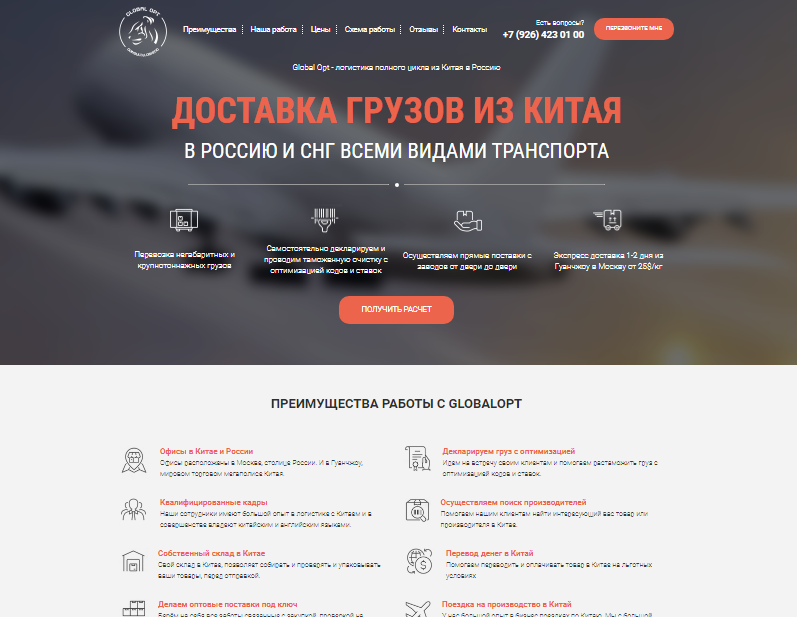 GLOBAL OPT
Преимущества
Наша работа
Цены
Схема работы
Отзывы
Контакты
Есть вопросы?
+7 (926) 423 01 00
ПЕРЕЗВОНИТЕ МНЕ
Global Opt - логистика полного цикла из Китая в Россию
ДОСТАВКА ГРУЗОВ ИЗ КИТАЯ
В РОССИЮ И СНГ ВСЕМИ ВИДАМИ ТРАНСПОРТА
Перевозка негабаритных и
крупнотоннажных грузов
Самостоятельно декларируем и
проводим таможенную очистку с
оптимизацией кодов и ставок
Осуществляем прямые поставки с
заводов от двери до двери
Экспресс доставка 1-2 дня из
Гуанчжоу в Москву от 25$/кг
ПОЛУЧИТЬ РАСЧЕТ
ПРЕИМУЩЕСТВА РАБОТЫ С GLOBALOPT
Офисы в Китае и России
Офисы расположены в Москве, столице России. И в Гуанчжоу,
мировом торговом мегаполисе Китая.
Декларируем груз с оптимизацией
Идем на встречу своим клиентам и помогаем растаможить груз с
оптимизацией кодов и ставок.
Квалифицированные кадры
Наши сотрудники имеют большой опыт в логистике с Китаем и в
совершенстве владеют китайским и английским языками.
Осуществляем поиск производителей
Помогаем нашим клиентам найти интересующий вас товар или
производителя в Китае.
Собственный склад в Китае
Свой склад в Китае, позволяет собирать и проверять и упаковывать
ваши товары, перед отправкой.
Перевод денег в Китай
Помогаем переводить и оплачивать товар в Китае на льготных
условиях
Делаем оптовые поставки под ключ
Берём на себя все заботы связанные с закупкой, проверкой на
Поездка на производство в Китай
У нас большой опыт в бизнес поездках по Китаю. Мы с большой